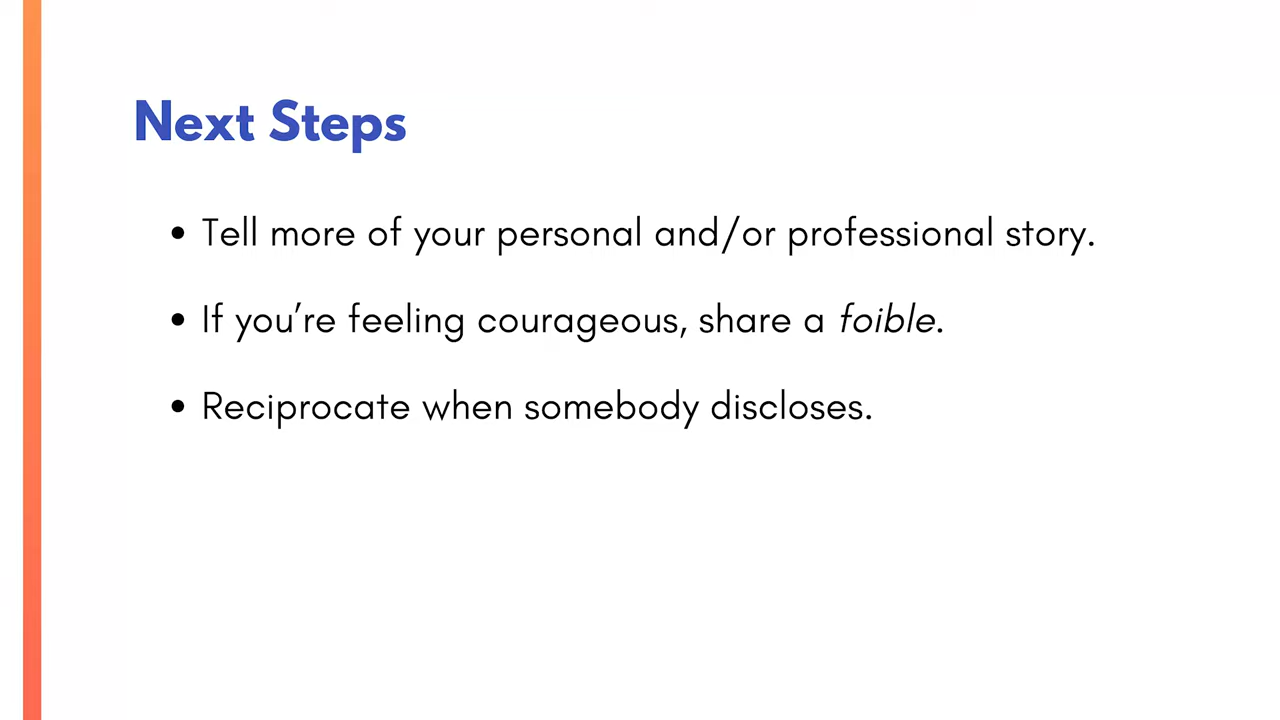 Next Steps
• Tell more of your personal and/or professional story.
• If you’re feeling courageous, share a foible.
• Reciprocate when somebody discloses.